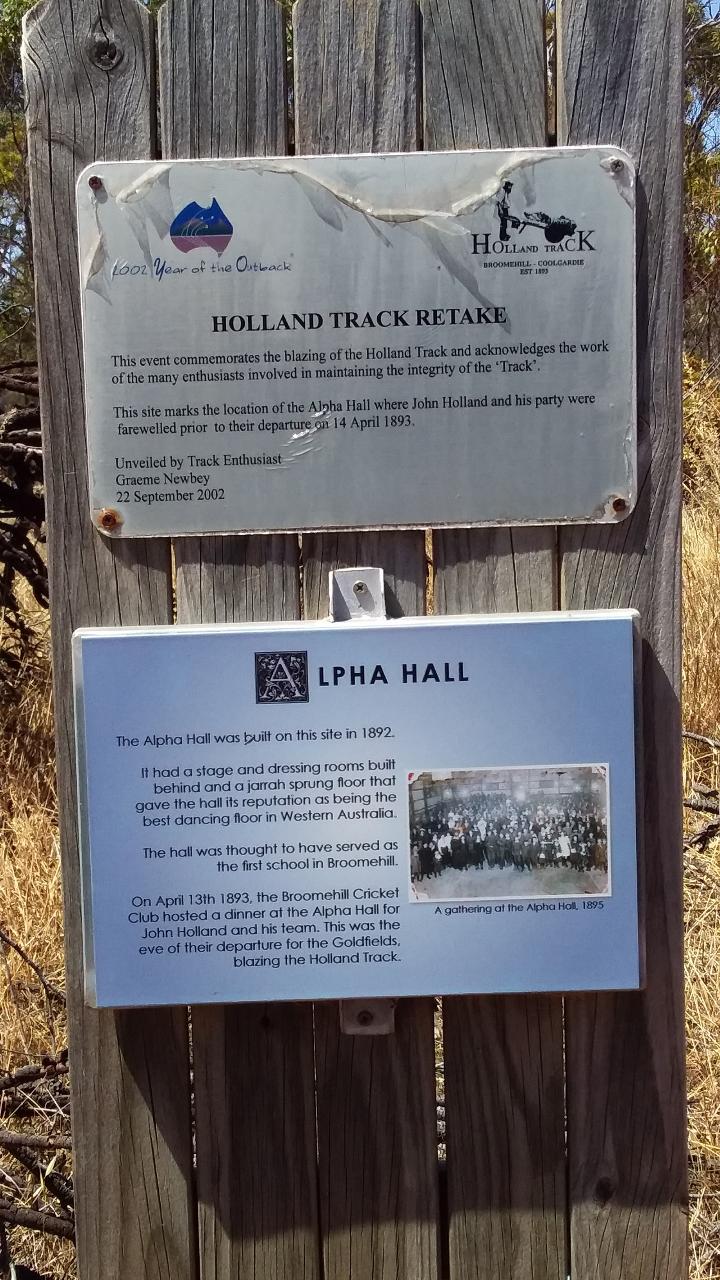 2002 Year of the Outback
HOLLAND TRACK
BROOMEHILL - COOLGARDIE
EST 1893
HOLLAND TRACK RETAKE
This event commemorates the blazing of the Holland Track and acknowledges the work
of the many enthusiasts involved in maintaining the integrity of the 'Track'.
This site marks the location of the Alpha Hall where John Holland and his party were
farewelled prior to their departure on 14 April 1893.
Unveiled by Track Enthusiast
Graeme Newbey
22 September 2002
ALPHA HALL
The Alpha Hall was built on this site in 1892.
It had a stage and dressing rooms built
behind and a jarrah sprung floor that
gave the hall its reputation as being the
best dancing floor in Western Australia.
The hall was thought to have served as
the first school in Broomehill.
On April 13th 1893, the Broomehill Cricket
Club hosted a dinner at the Alpha Hall for
John Holland and his team. This was the
eve of their departure for the Goldfields,
blazing the Holland Track.
A gathering at the Alpha Hall, 1895